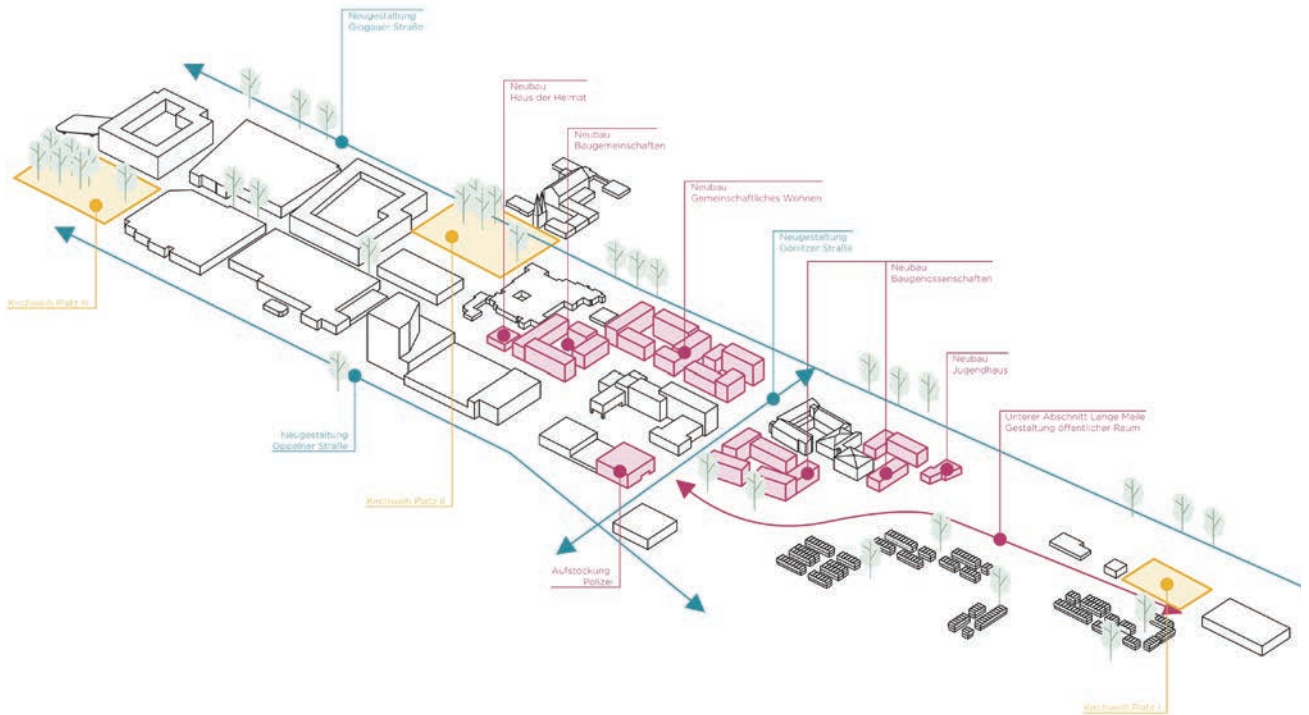 Neugestaltung
Glogauer Straße
Neubau
Haus der Heimat
Neubau
Baugemeinschaften
Neubau
Gemeinschaftliches Wohnen
Neugestaltung
Görlitzer Straße
Neubau
Baugenossenschaften
Neubau
Jugendhaus
Unterer Abschnitt Lange Meile
Gestaltung öffentlicher Raum
Kirchweih Platz III
Neugestaltung
Oppelner Straße
Kirchweih Platz II
Aufstockung
Polizei
Kirchweih Platz I